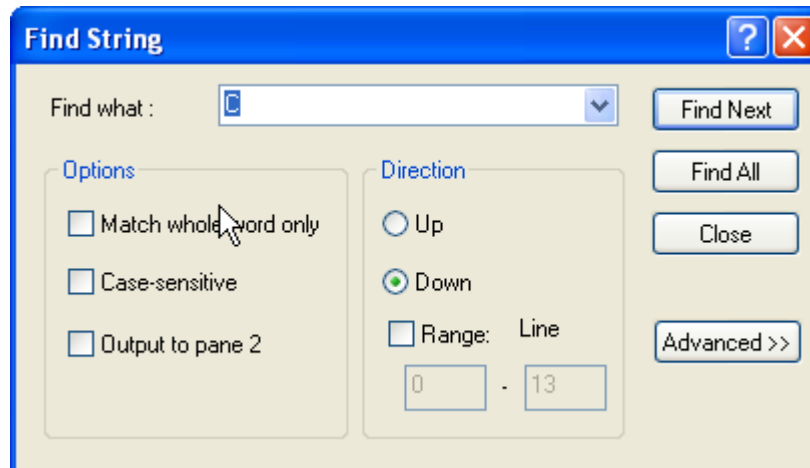 Find String
Find what : C Find Next
Options Direction Find All
Match whole word only Up Close
Case-sensitive Down
Output to pane 2 Range: Line Advanced >>
0 - 13